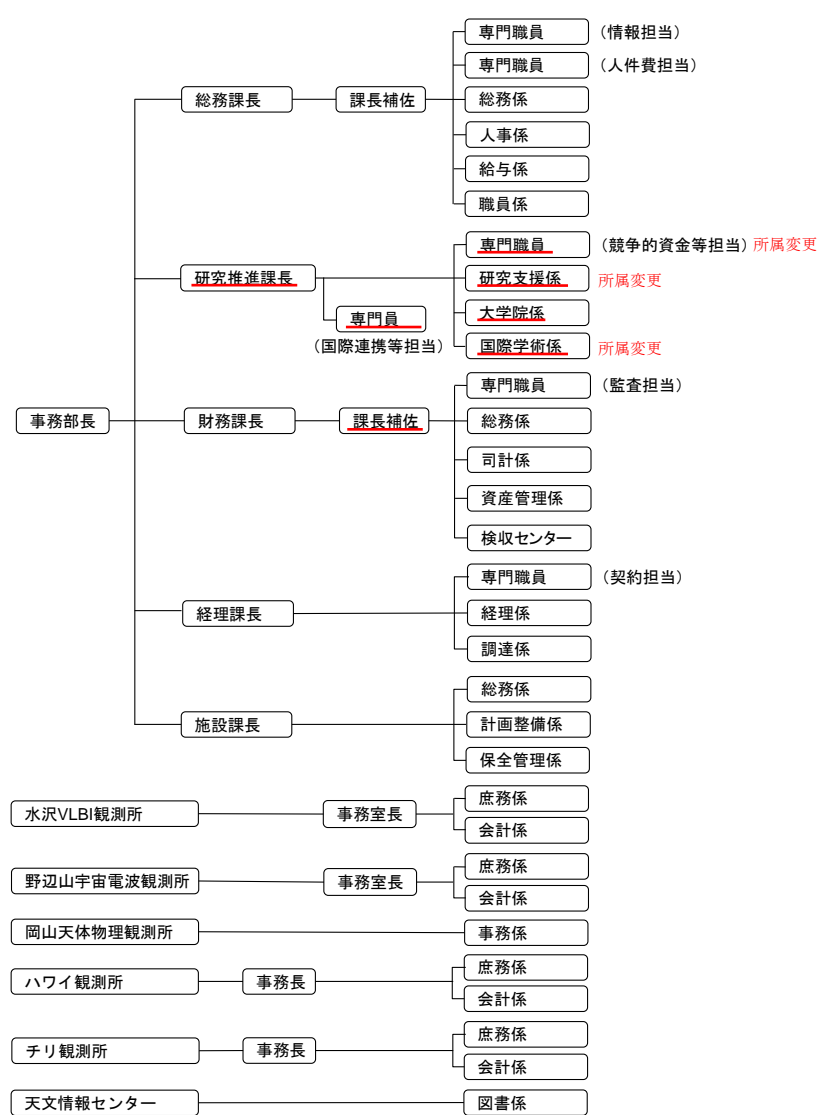 専門職員 (情報担当)
専門職員 (人件費担当)
総務課長 課長補佐 総務係
人事係
給与係
職員係
専門職員 (競争的資金等担当) 所属変更
研究推進課長 研究支援係 所属変更
専門員 大学院係
(国際連携等担当) 国際学術係 所属変更
専門職員 (監査担当)
事務部長 財務課長 課長補佐 総務係
司計係
資産管理係
検収センター
専門職員 (契約担当)
経理課長 経理係
調達係
総務係
施設課長 計画整備係
保全管理係
水沢VLBI観測所 事務室長 庶務係
会計係
野辺山宇宙電波観測所 事務室長 庶務係
会計係
岡山天体物理観測所 事務係
ハワイ観測所 事務長 庶務係
会計係
チリ観測所 事務長 庶務係
会計係
天文情報センター 図書係